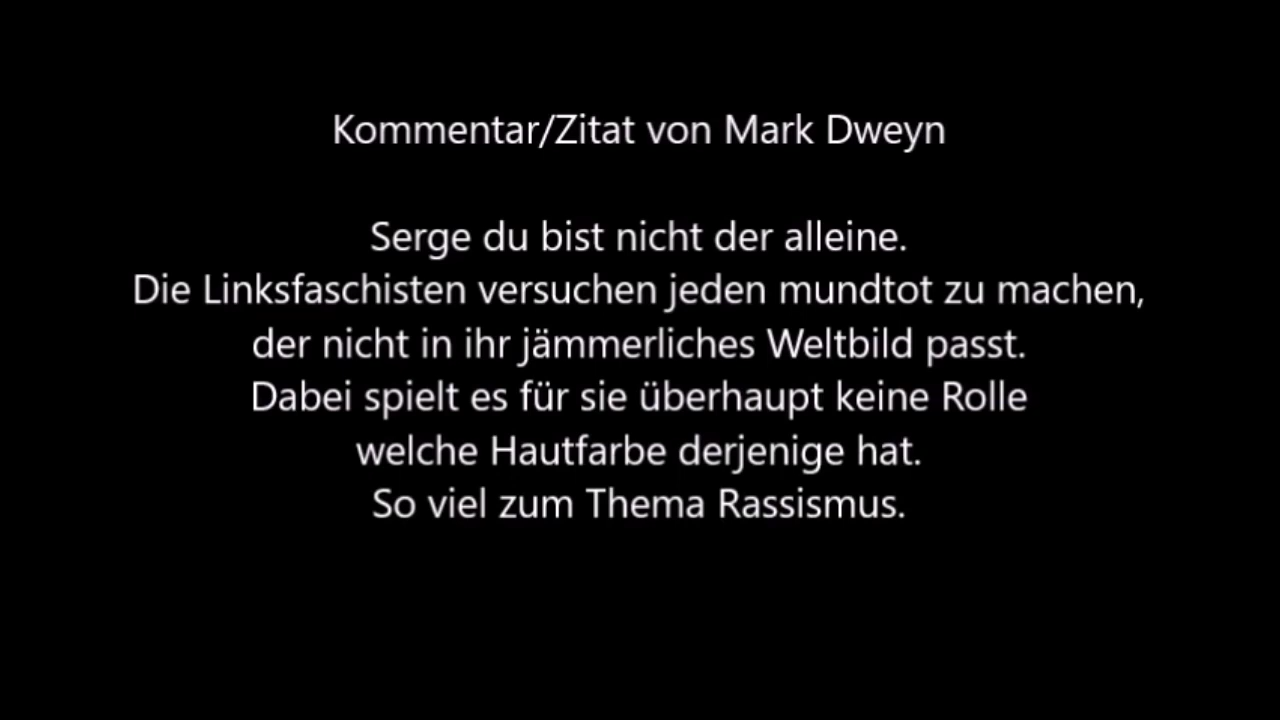 Kommentar/Zitat von Mark Dweyn
Serge du bist nicht der alleine.
Die Linksfaschisten versuchen jeden mundtot zu machen,
der nicht in ihr jämmerliches Weltbild passt.
Dabei spielt es für sie überhaupt keine Rolle
welche Hautfarbe derjenige hat.
So viel zum Thema Rassismus.